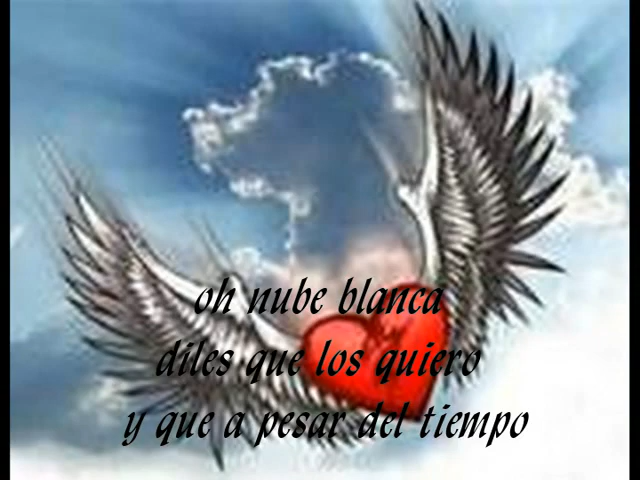 oh nube blanca
diles que los quiero
y que a pesar del tiempo